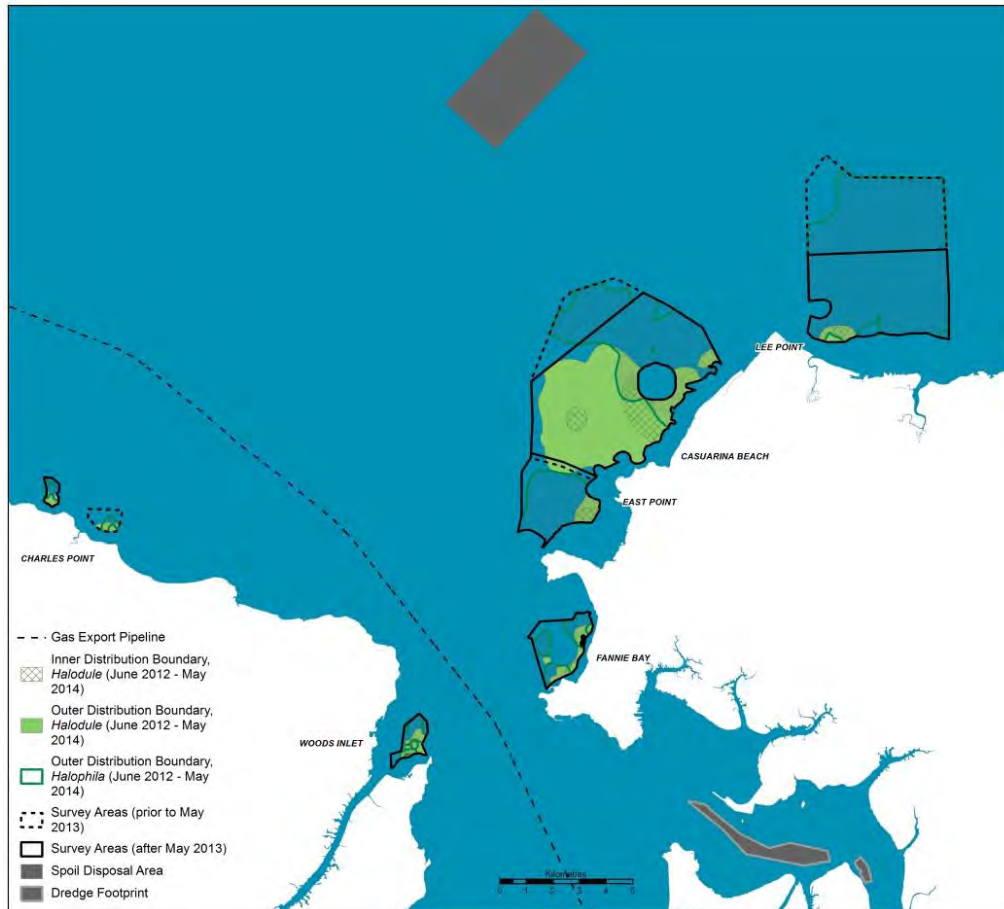 LEE POINT
CASUARINA BEACH
EAST POINT
CHARLES POINT
FANNIE BAY
WOODS INLET
Gas Export Pipeline
Inner Distribution Boundary,
Halodule (June 2012 - May
2014)
Outer Distribution Boundary,
Halodule (June 2012 - May
2014)
Outer Distribution Boundary,
Halophila (June 2012 - May
2014)
Survey Areas (prior to May
2013)
Survey Areas (after May 2013)
Spoil Disposal Area
Dredge Footprint
Kilometres
0 1 2 3 4 5